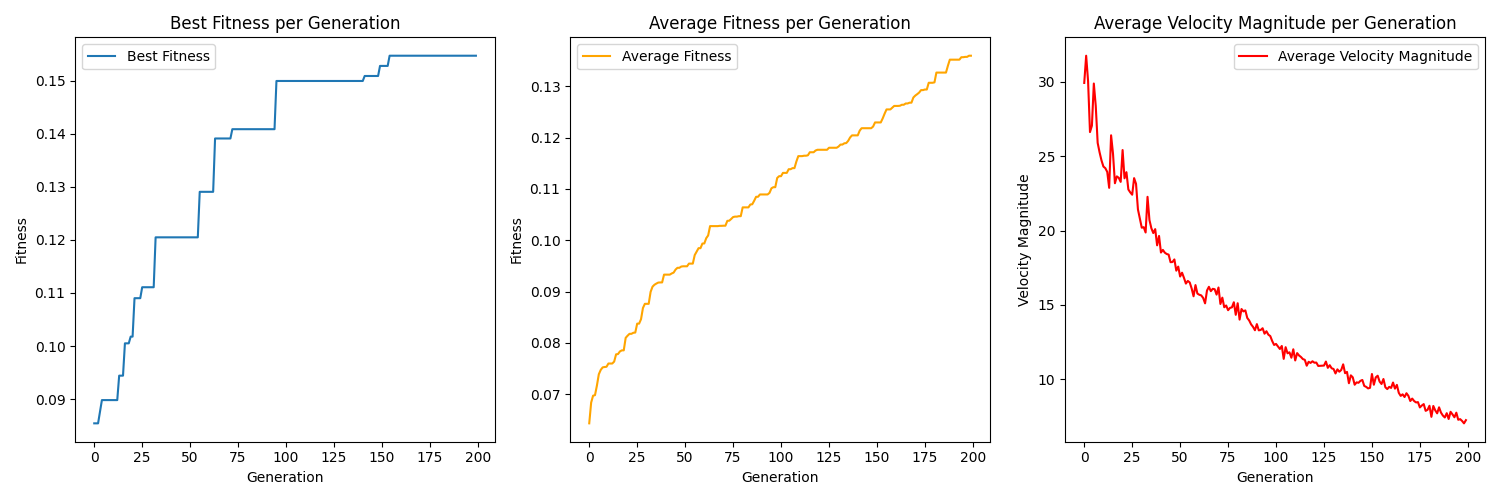 Best Fitness per Generation
Best Fitness
0.15
0.14
0.13
0.12
0.11
0.10
0.09
Fitness
0 25 50 75 100 125 150 175 200
Generation
Average Fitness per Generation
Average Fitness
0.13
0.12
0.11
0.10
0.09
0.08
0.07
Fitness
0 25 50 75 100 125 150 175 200
Generation
Average Velocity Magnitude per Generation
Average Velocity Magnitude
30
25
20
15
10
Velocity Magnitude
0 25 50 75 100 125 150 175 200
Generation